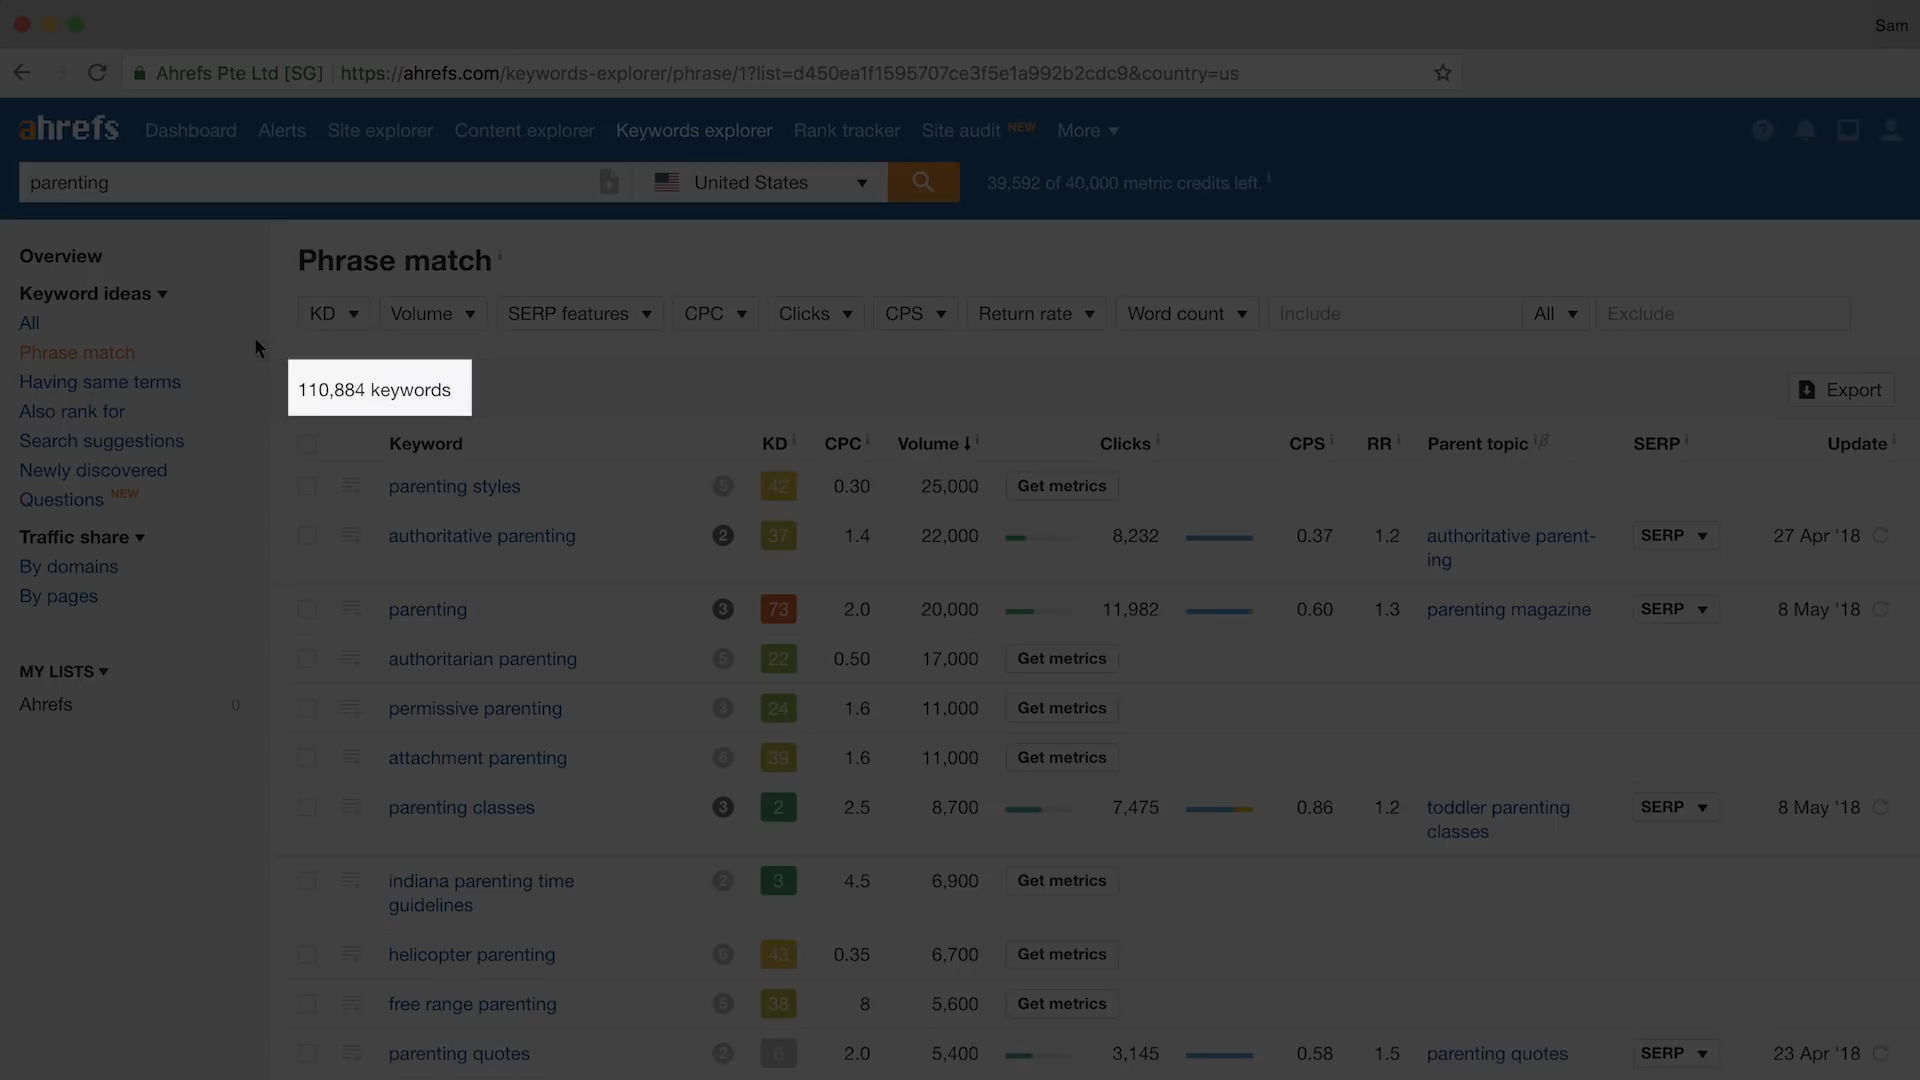 Sam
Ahrefs Pte Ltd [SG] https://ahrefs.com/keywords-explorer/phrase/1?list=d450ea1f1595707ce3f5e1a992b2cdc9&country=us
ahrefs Dashboard Alerts Site explorer Content explorer Keywords explorer Rank tracker Site audit NEW More
parenting United States 39,592 of 40,000 metric credits left. i
Overview
Keyword ideas
All
Phrase match
Having same terms
Also rank for
Search suggestions
Newly discovered
Questions NEW
Traffic share
By domains
By pages
MY LISTS
Ahrefs 0
Phrase match i
KD Volume SERP features CPC Clicks CPS Return rate Word count Include All Exclude
110,884 keywords Export
Keyword KD i CPC i Volume i Clicks i CPS i RR i Parent topic i β SERP i Update i
parenting styles 5 42 0.30 25,000 Get metrics
authoritative parenting 2 37 1.4 22,000 8,232 0.37 1.2 authoritative parent-
ing SERP 27 Apr '18
parenting 3 73 2.0 20,000 11,982 0.60 1.3 parenting magazine SERP 8 May '18
authoritarian parenting 5 22 0.50 17,000 Get metrics
permissive parenting 3 24 1.6 11,000 Get metrics
attachment parenting 6 39 1.6 11,000 Get metrics
parenting classes 3 2 2.5 8,700 7,475 0.86 1.2 toddler parenting
classes SERP 8 May '18
indiana parenting time
guidelines 2 3 4.5 6,900 Get metrics
helicopter parenting 6 43 0.35 6,700 Get metrics
free range parenting 5 38 8 5,600 Get metrics
parenting quotes 2 6 2.0 5,400 3,145 0.58 1.5 parenting quotes SERP 23 Apr '18